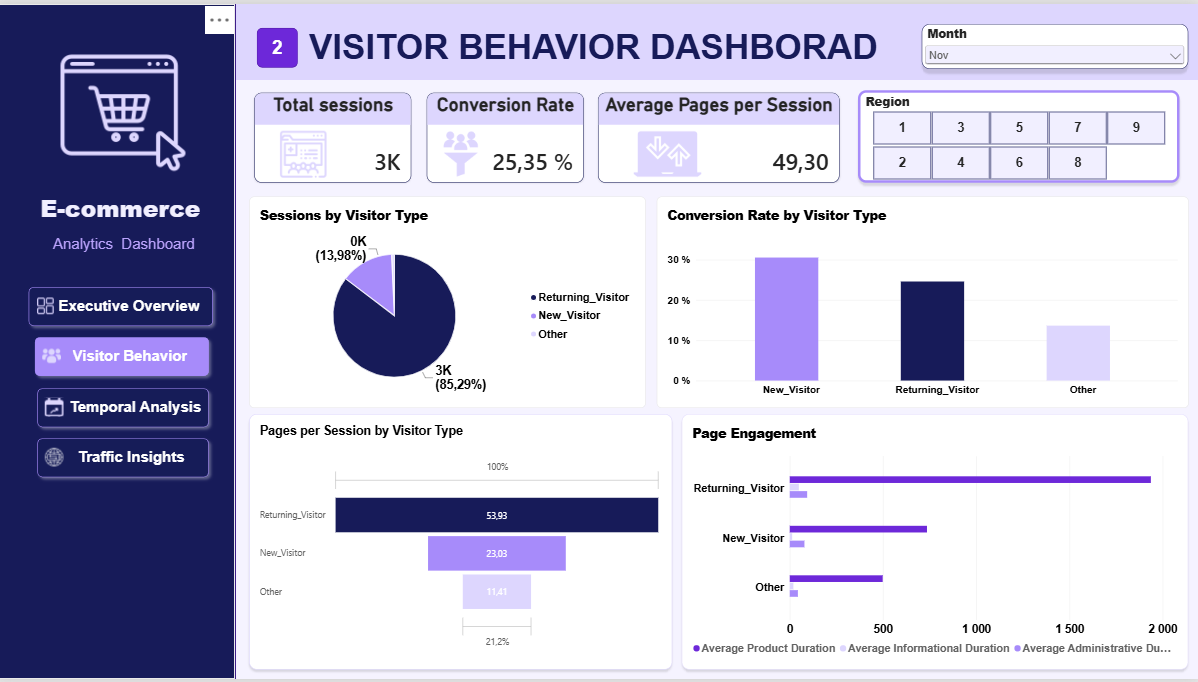 ...
2
VISITOR BEHAVIOR DASHBORAD
Month
Nov
Total sessions
3K
Conversion Rate
25,35 %
Average Pages per Session
49,30
Region
1 3 5 7 9
2 4 6 8
E-commerce
Analytics Dashboard
Executive Overview
Visitor Behavior
Temporal Analysis
Traffic Insights
Sessions by Visitor Type
0K
(13,98%)
3K
(85,29%)
Returning_Visitor
New_Visitor
Other
Conversion Rate by Visitor Type
30 %
20 %
10 %
0 %
New_Visitor Returning_Visitor Other
Pages per Session by Visitor Type
100%
Returning_Visitor 53,93
New_Visitor 23,03
Other 11,41
21,2%
Page Engagement
Returning_Visitor
New_Visitor
Other
0 500 1 000 1 500 2 000
Average Product Duration Average Informational Duration Average Administrative Du...